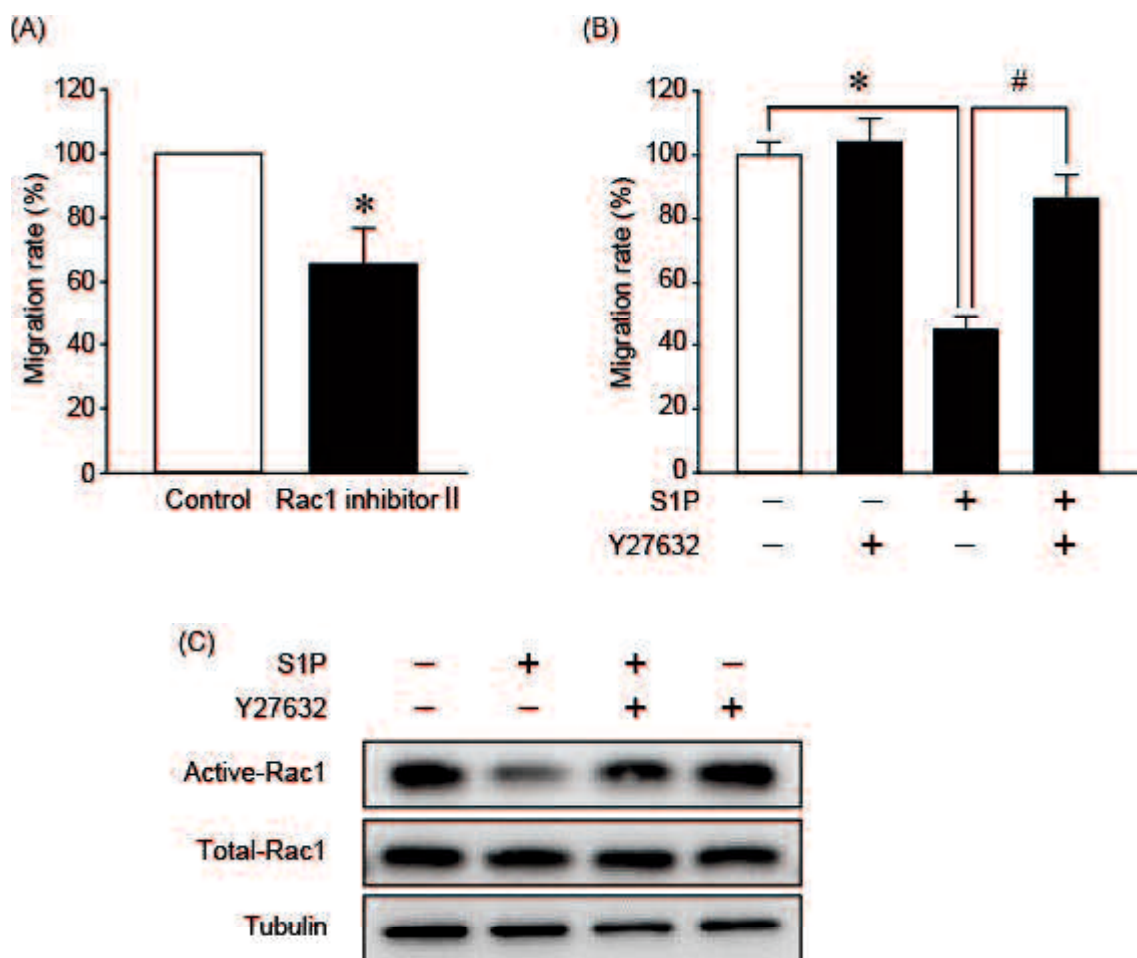 (A)
Migration rate (%)
120
100
80
60
40
20
0
*
Control Rac1 inhibitor II
(B)
Migration rate (%)
120
100
80
60
40
20
0
* #
S1P – – + +
Y27632 – + – +
(C)
S1P – + + –
Y27632 – – + +
Active-Rac1
Total-Rac1
Tubulin